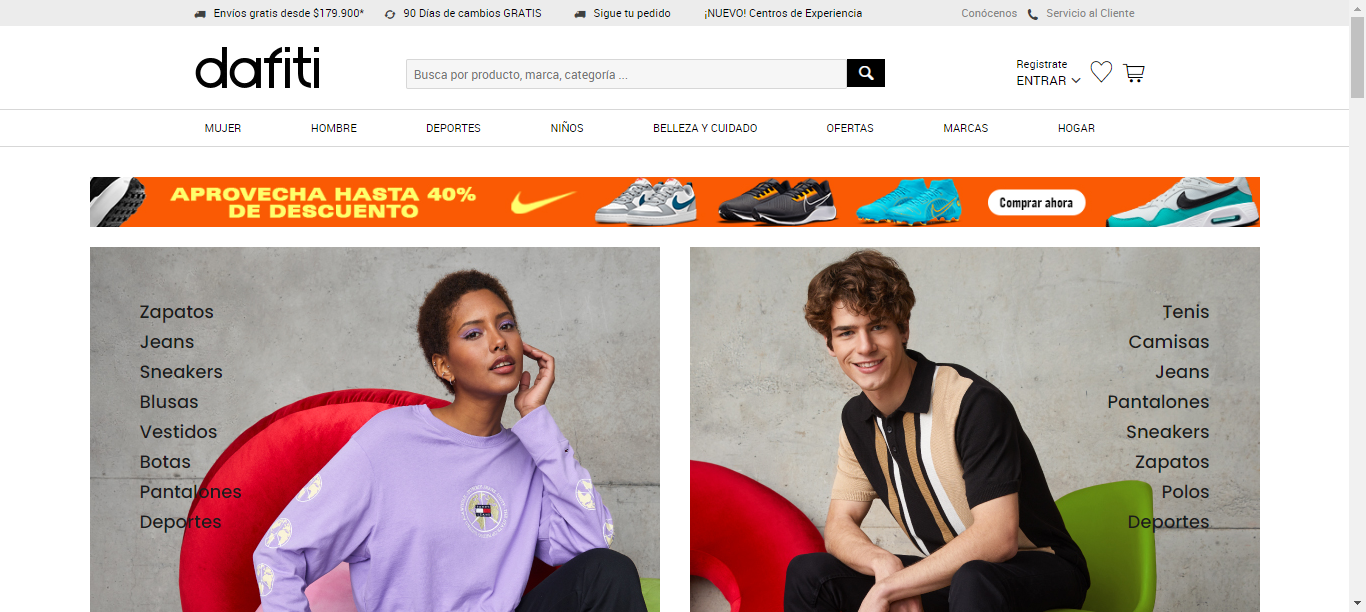 Envíos gratis desde $179.900*
90 Días de cambios GRATIS
Sigue tu pedido
¡NUEVO! Centros de Experiencia
Conócenos
Servicio al Cliente
dafiti
Busca por producto, marca, categoría ...
Registrate
ENTRAR
MUJER
HOMBRE
DEPORTES
NIÑOS
BELLEZA Y CUIDADO
OFERTAS
MARCAS
HOGAR
APROVECHA HASTA 40%
DE DESCUENTO
Comprar ahora
Zapatos
Jeans
Sneakers
Blusas
Vestidos
Botas
Pantalones
Deportes
Tenis
Camisas
Jeans
Pantalones
Sneakers
Zapatos
Polos
Deportes